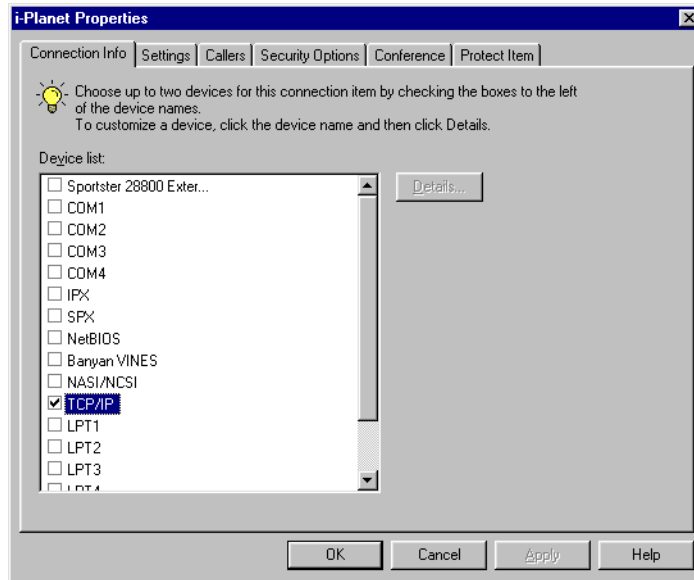 i-Planet Properties
Connection Info Settings Callers Security Options Conference Protect Item
Choose up to two devices for this connection item by checking the boxes to the left
of the device names.
To customize a device, click the device name and then click Details.
Device list:
Sportster 28800 Exter...
Details...
COM1
COM2
COM3
COM4
IPX
SPX
NetBIOS
Banyan VINES
NASI/NCSI
TCP/IP
LPT1
LPT2
LPT3
LPT4
OK Cancel Apply Help